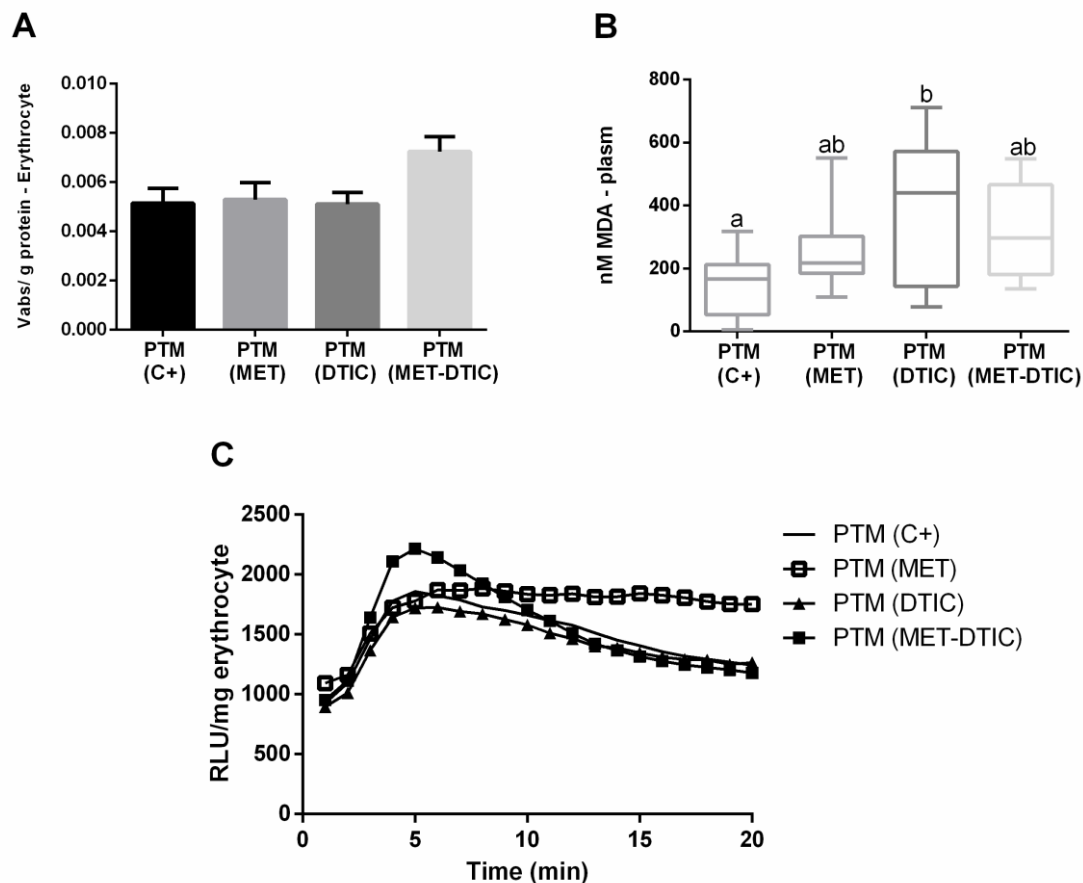 A
Vabs/ g protein - Erythrocyte
0.010
0.008
0.006
0.004
0.002
0.000
PTM
(C+)
PTM
(MET)
PTM
(DTIC)
PTM
(MET-DTIC)
B
nM MDA - plasm
800
600
400
200
0
a
ab
b
ab
PTM
(C+)
PTM
(MET)
PTM
(DTIC)
PTM
(MET-DTIC)
C
RLU/mg erythrocyte
2500
2000
1500
1000
500
0
0
5
10
15
20
Time (min)
PTM (C+)
PTM (MET)
PTM (DTIC)
PTM (MET-DTIC)